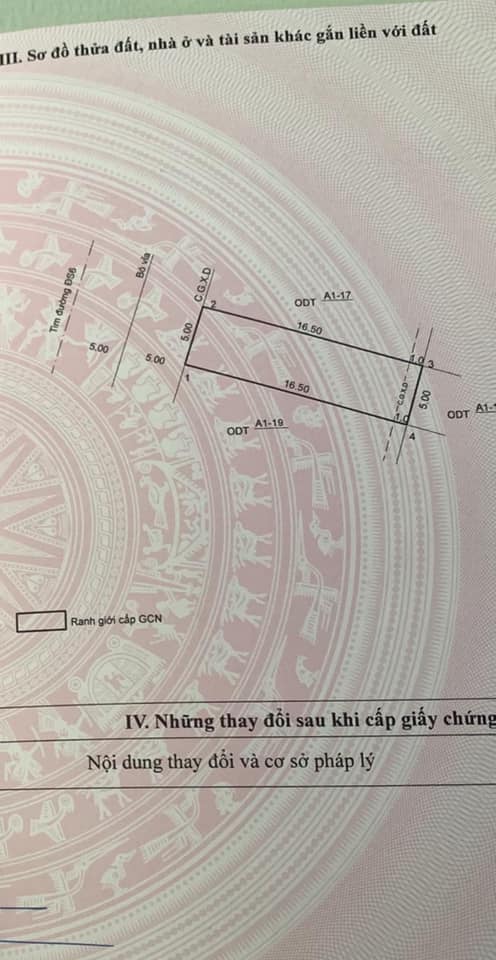 III. Sơ đồ thửa đất, nhà ở và tài sản khác gắn liền với đất
Tim đường ĐS6
Bó vỉa
C.G.X.D
5.00
5.00
5.00
2
1
ODT A1-17
16.50
16.50
1.0 3
C.G.X.D
5.00
1.0
4
ODT A1-19
ODT
Ranh giới cấp GCN
IV. Những thay đổi sau khi cấp giấy chứng
Nội dung thay đổi và cơ sở pháp lý